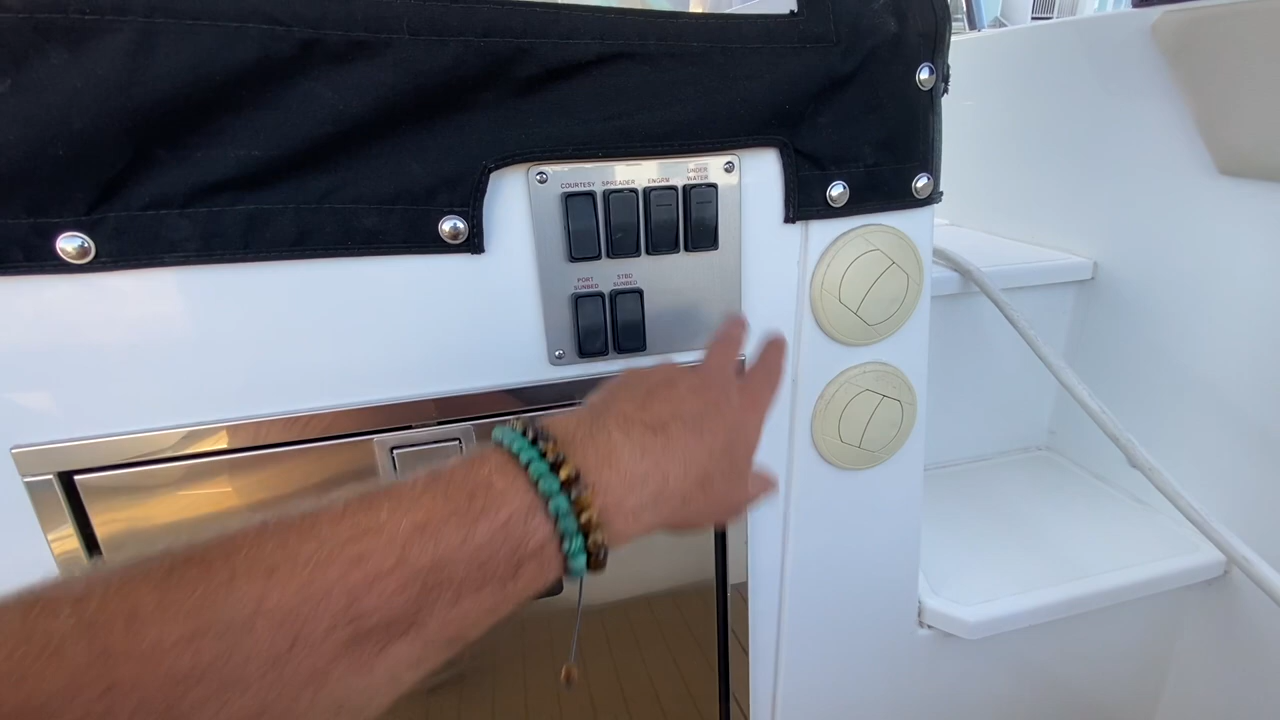 COURTESY SPREADER ENGRM UNDER
WATER
PORT
SUNBED
STBD
SUNBED